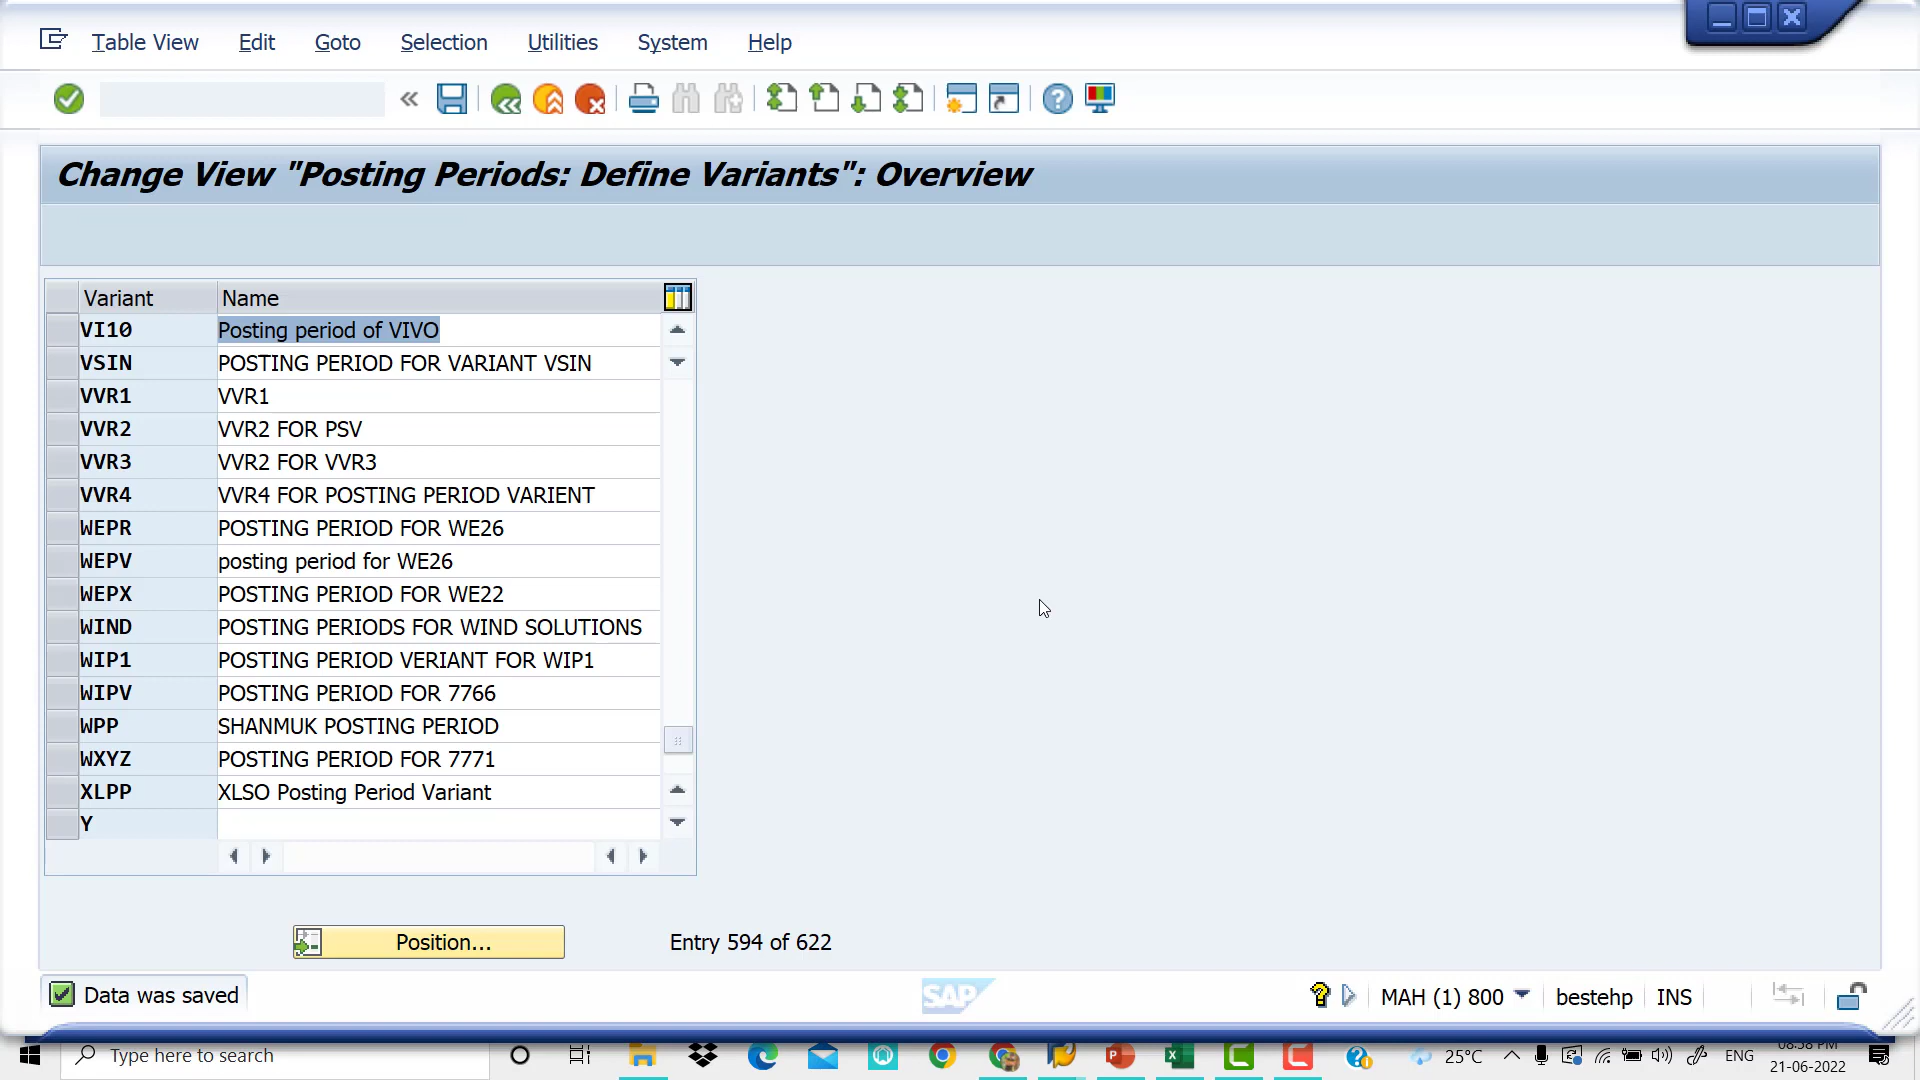 Table View Edit Goto Selection Utilities System Help
Change View "Posting Periods: Define Variants": Overview
Variant Name
VI10 Posting period of VIVO
VSIN POSTING PERIOD FOR VARIANT VSIN
VVR1 VVR1
VVR2 VVR2 FOR PSV
VVR3 VVR2 FOR VVR3
VVR4 VVR4 FOR POSTING PERIOD VARIENT
WEPR POSTING PERIOD FOR WE26
WEPV posting period for WE26
WEPX POSTING PERIOD FOR WE22
WIND POSTING PERIODS FOR WIND SOLUTIONS
WIP1 POSTING PERIOD VERIANT FOR WIP1
WIPV POSTING PERIOD FOR 7766
WPP SHANMUK POSTING PERIOD
WXYZ POSTING PERIOD FOR 7771
XLPP XLSO Posting Period Variant
Y
Position... Entry 594 of 622
Data was saved SAP MAH (1) 800 bestehp INS
Type here to search 25°C ENG 08:58 PM
21-06-2022